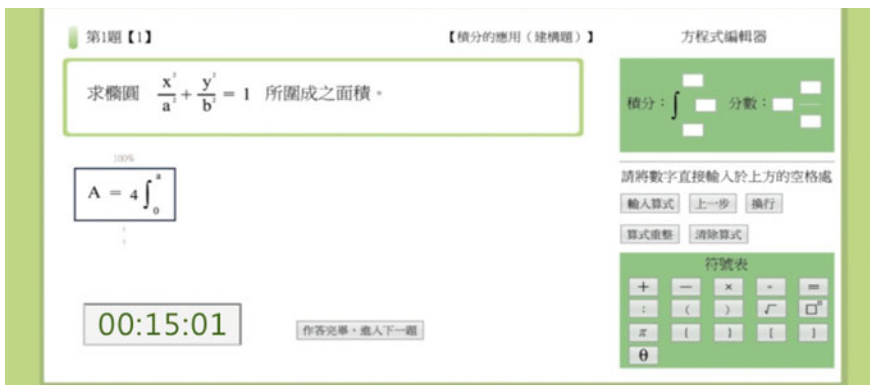 第1題【1】
【積分的應用（建構題）】
方程式編輯器
求橢圓 x²/a² + y²/b² = 1 所圍成之面積。
積分：∫ 分數：
100%
A = 4∫₀ᵃ
請將數字直接輸入於上方的空格處
輸入算式 上一步 換行
算式重整 清除算式
符號表
+ − × ÷ =
: ( ) √ □ⁿ
π { } [ ]
θ
00:15:01
作答完畢，進入下一題